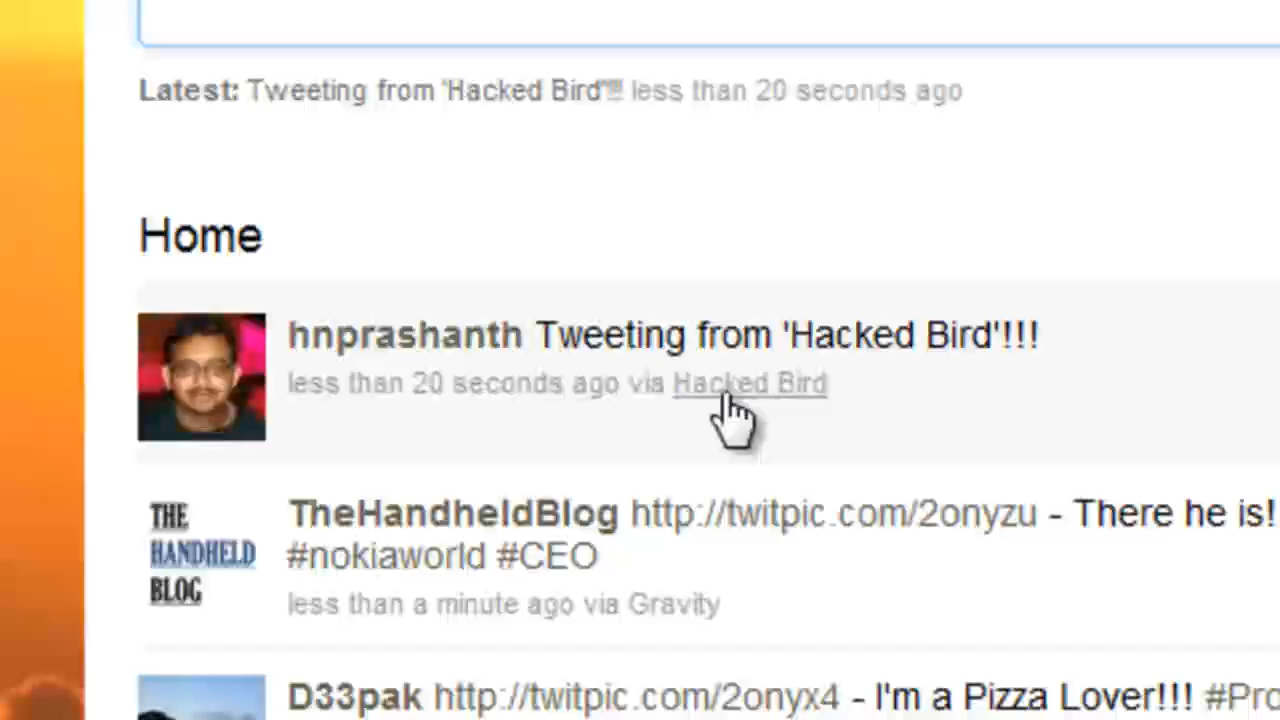 Latest: Tweeting from 'Hacked Bird'!!! less than 20 seconds ago
Home
hnprashanth Tweeting from 'Hacked Bird'!!!
less than 20 seconds ago via Hacked Bird
THE
HANDHELD
BLOG
TheHandheldBlog http://twitpic.com/2onyzu - There he is!
#nokiaworld #CEO
less than a minute ago via Gravity
D33pak http://twitpic.com/2onyx4 - I'm a Pizza Lover!!! #Pro